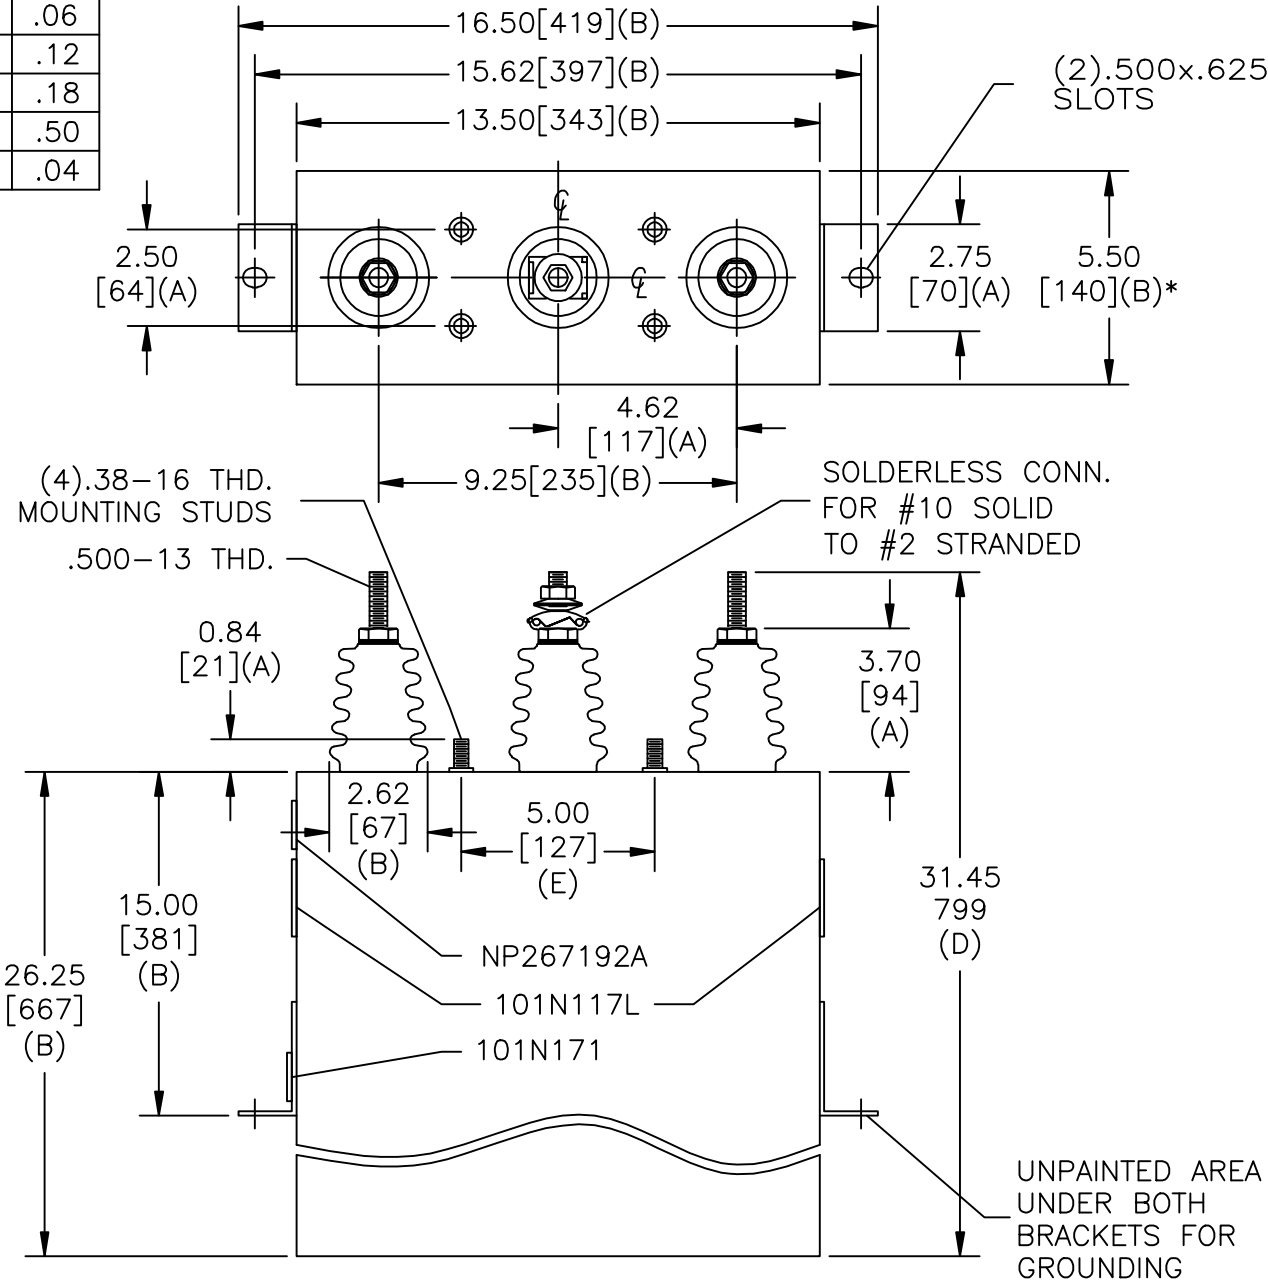 .06
.12
.18
.50
.04
16.50[419](B)
15.62[397](B)
13.50[343](B)
(2).500x.625
SLOTS
℄
℄
2.50
[64](A)
2.75
[70](A)
5.50
[140](B)*
4.62
[117](A)
9.25[235](B)
(4).38-16 THD.
MOUNTING STUDS
.500-13 THD.
SOLDERLESS CONN.
FOR #10 SOLID
TO #2 STRANDED
0.84
[21](A)
3.70
[94]
(A)
2.62
[67]
(B)
5.00
[127]
(E)
15.00
[381]
(B)
26.25
[667]
(B)
31.45
799
(D)
NP267192A
101N117L
101N171
UNPAINTED AREA
UNDER BOTH
BRACKETS FOR
GROUNDING